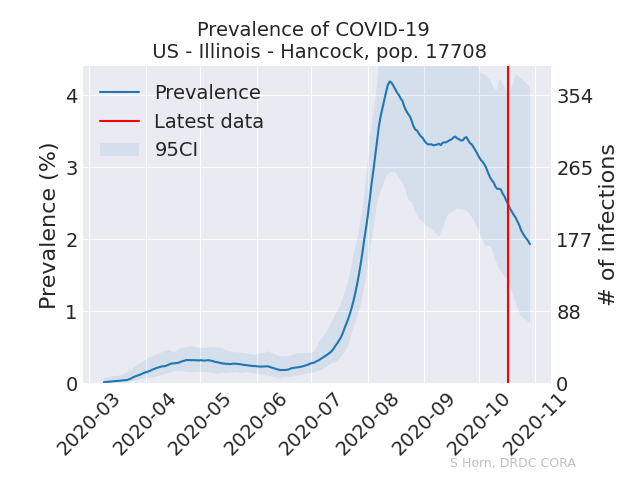 Prevalence of COVID-19
US - Illinois - Hancock, pop. 17708
Prevalence
Latest data
95CI
Prevalence (%)
4
3
2
1
0
354
265
177
88
0
# of infections
2020-03
2020-04
2020-05
2020-06
2020-07
2020-08
2020-09
2020-10
2020-11
S Horn, DRDC CORA